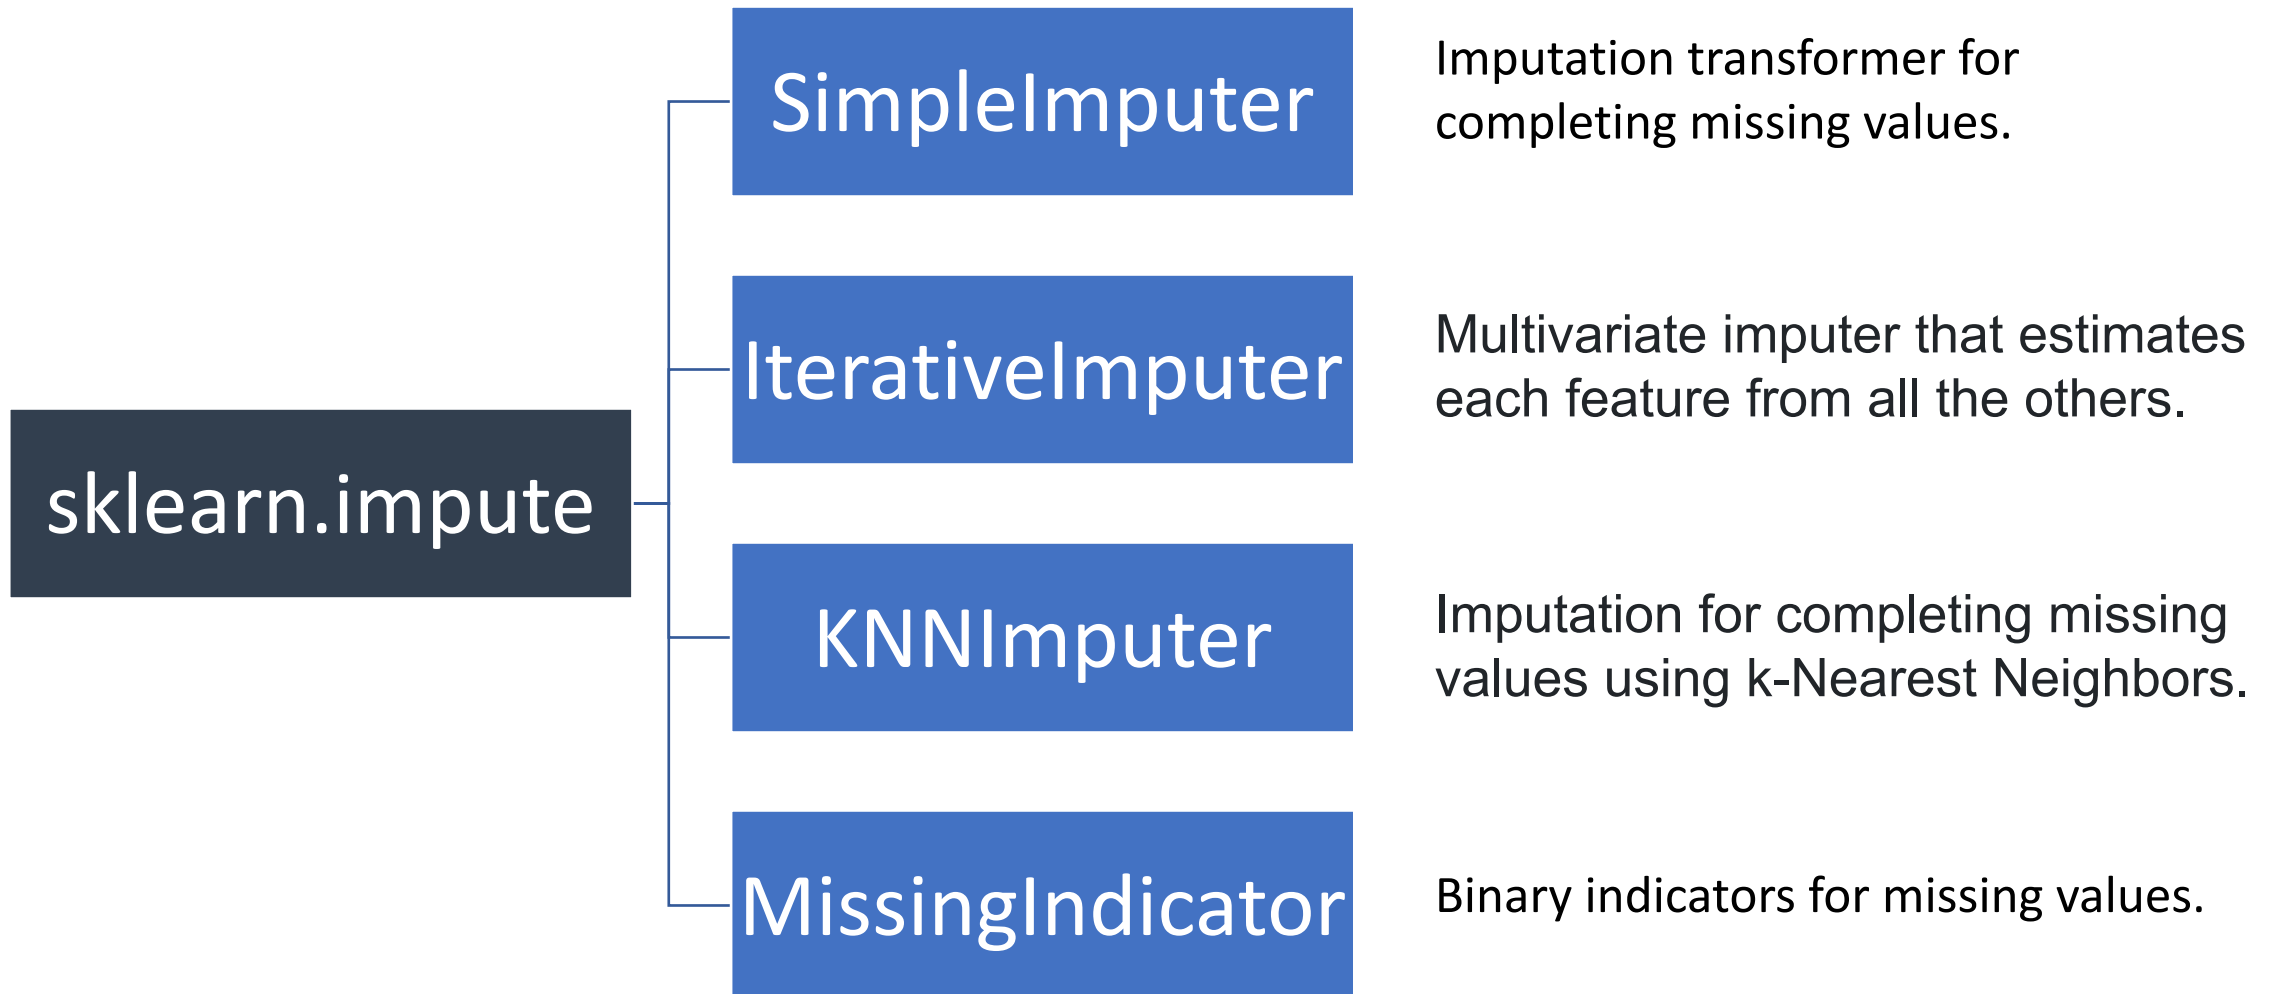 sklearn.impute
SimpleImputer
Imputation transformer for
completing missing values.
IterativeImputer
Multivariate imputer that estimates
each feature from all the others.
KNNImputer
Imputation for completing missing
values using k-Nearest Neighbors.
MissingIndicator
Binary indicators for missing values.